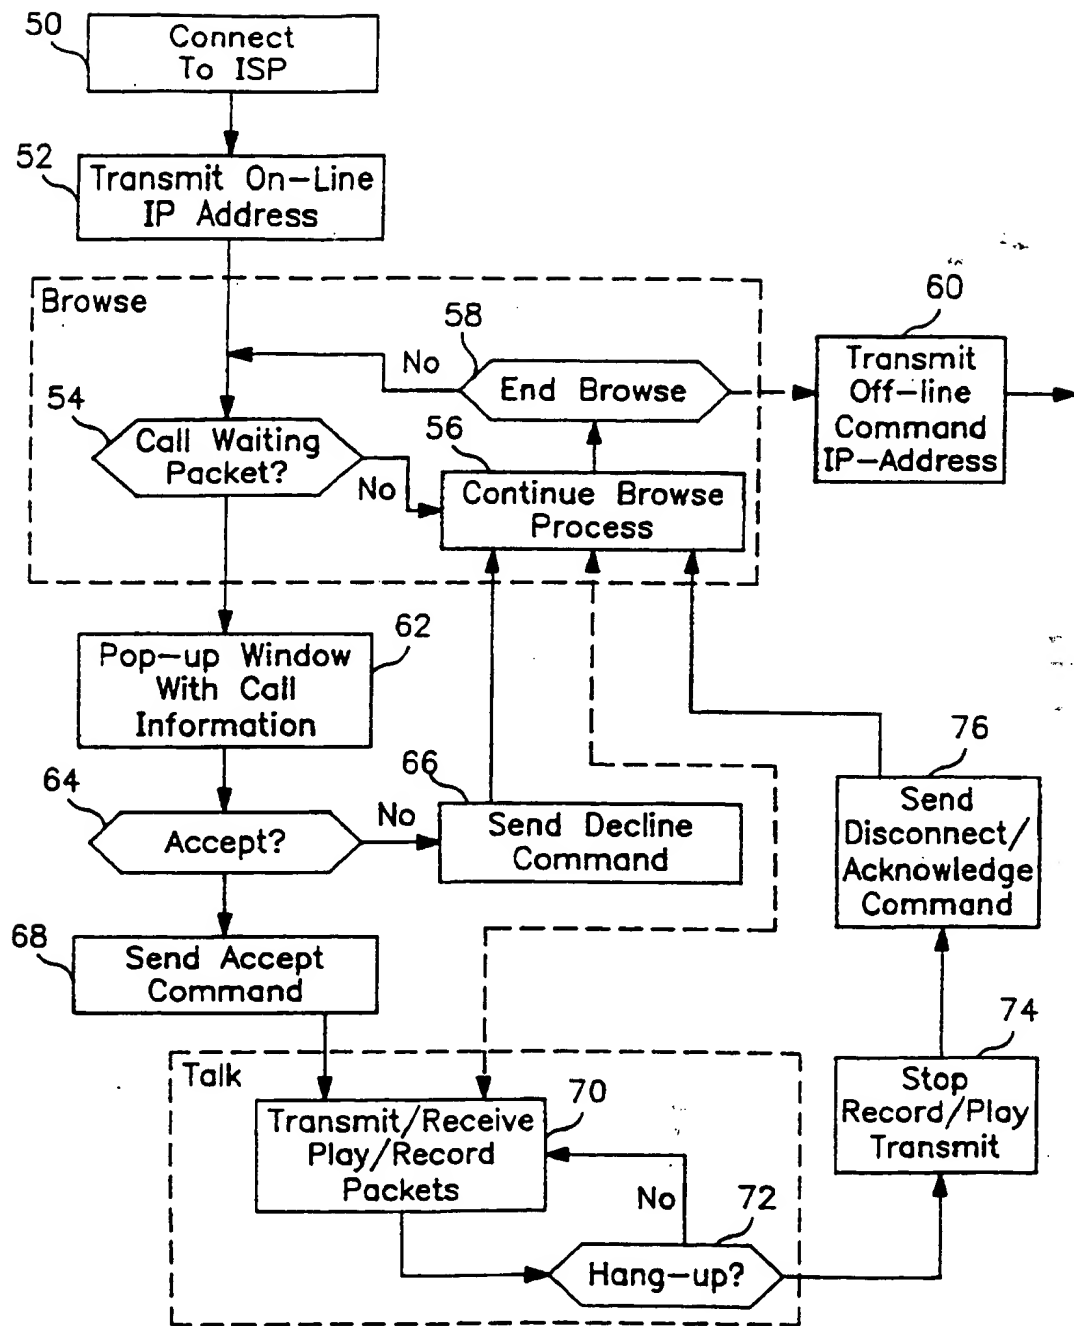 50
Connect
To ISP
52
Transmit On-Line
IP Address
Browse
58
No
End Browse
60
Transmit
Off-line
Command
IP-Address
54
Call Waiting
Packet?
No
56
Continue Browse
Process
62
Pop-up Window
With Call
Information
64
Accept?
No
66
Send Decline
Command
76
Send
Disconnect/
Acknowledge
Command
68
Send Accept
Command
74
Stop
Record/Play
Transmit
Talk
70
Transmit/Receive
Play/Record
Packets
No
72
Hang-up?